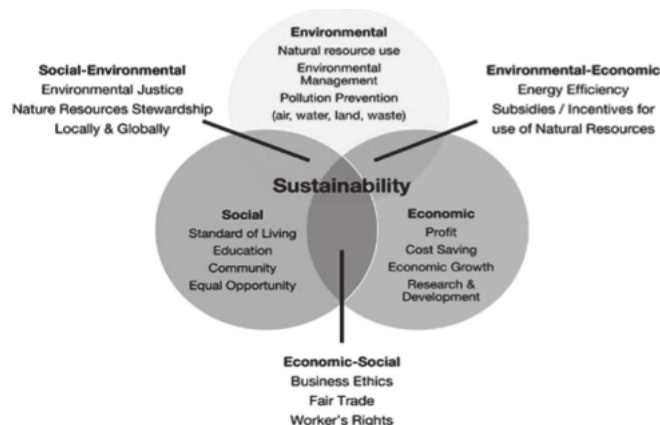 Environmental
Natural resource use
Environmental
Management
Pollution Prevention
(air, water, land, waste)
Social-Environmental
Environmental Justice
Nature Resources Stewardship
Locally & Globally
Environmental-Economic
Energy Efficiency
Subsidies / Incentives for
use of Natural Resources
Sustainability
Social
Standard of Living
Education
Community
Equal Opportunity
Economic
Profit
Cost Saving
Economic Growth
Research &
Development
Economic-Social
Business Ethics
Fair Trade
Worker's Rights